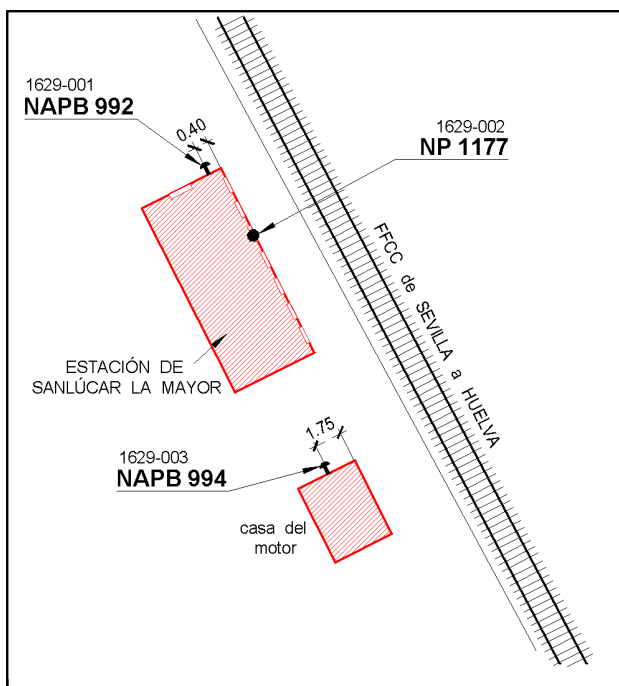 1629-001
NAPB 992
0.40
1629-002
NP 1177
FFCC de SEVILLA a HUELVA
ESTACIÓN DE
SANLÚCAR LA MAYOR
1.75
1629-003
NAPB 994
casa del
motor